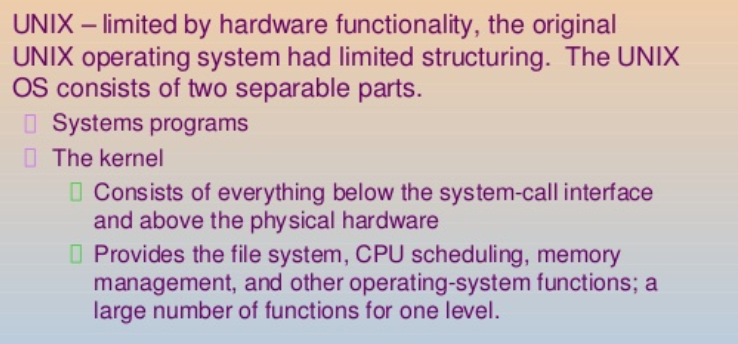 UNIX – limited by hardware functionality, the original
UNIX operating system had limited structuring. The UNIX
OS consists of two separable parts.
Systems programs
The kernel
Consists of everything below the system-call interface
and above the physical hardware
Provides the file system, CPU scheduling, memory
management, and other operating-system functions; a
large number of functions for one level.